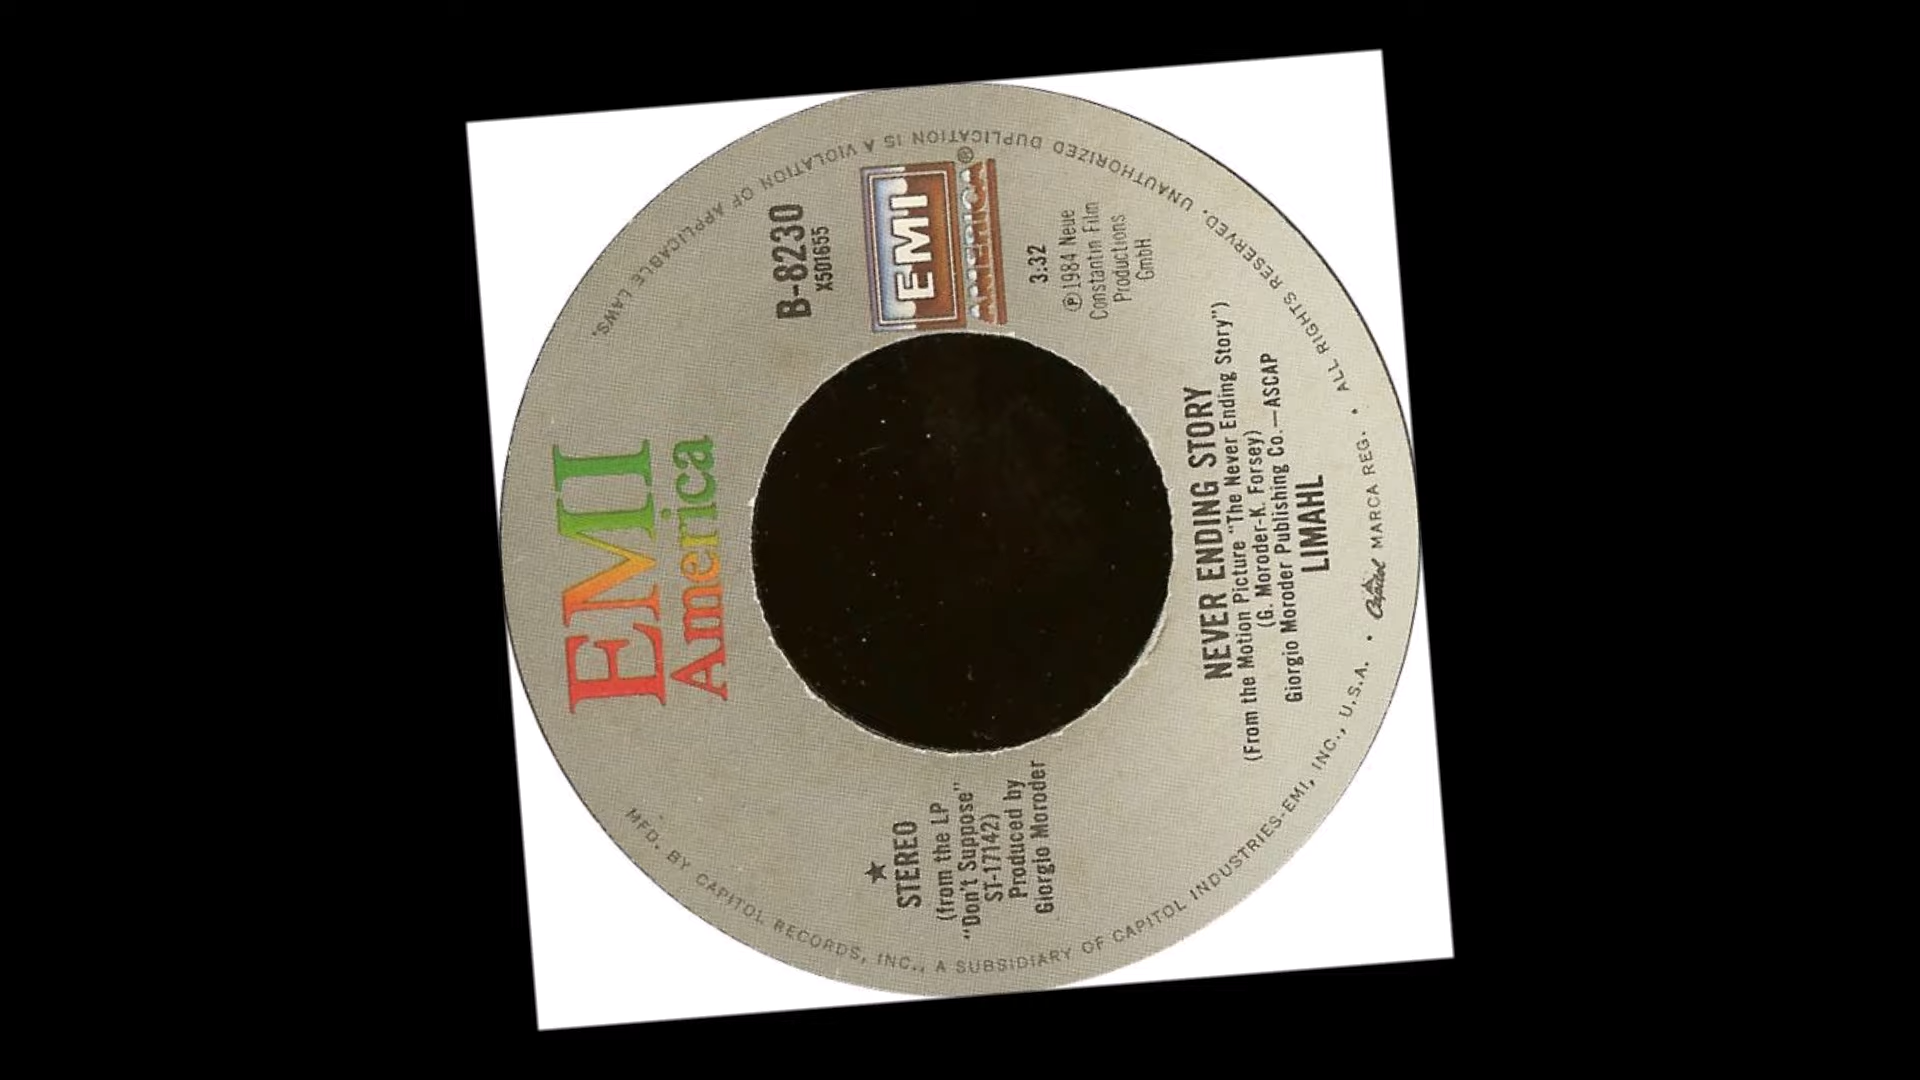 EMI
America
B-8230
X501655
EMI
AMERICA®
3:32
℗1984 Neue
Constantin Film
Productions
GmbH
★
STEREO
(from the LP
"Don't Suppose"
ST-17142)
Produced by
Giorgio Moroder
NEVER ENDING STORY
(From the Motion Picture "The Never Ending Story")
(G. Moroder-K. Forsey)
Giorgio Moroder Publishing Co.—ASCAP
LIMAHL
MFD. BY CAPITOL RECORDS, INC., A SUBSIDIARY OF CAPITOL INDUSTRIES-EMI, INC., U.S.A. • Capitol MARCA REG. • ALL RIGHTS RESERVED. UNAUTHORIZED DUPLICATION IS A VIOLATION OF APPLICABLE LAWS.